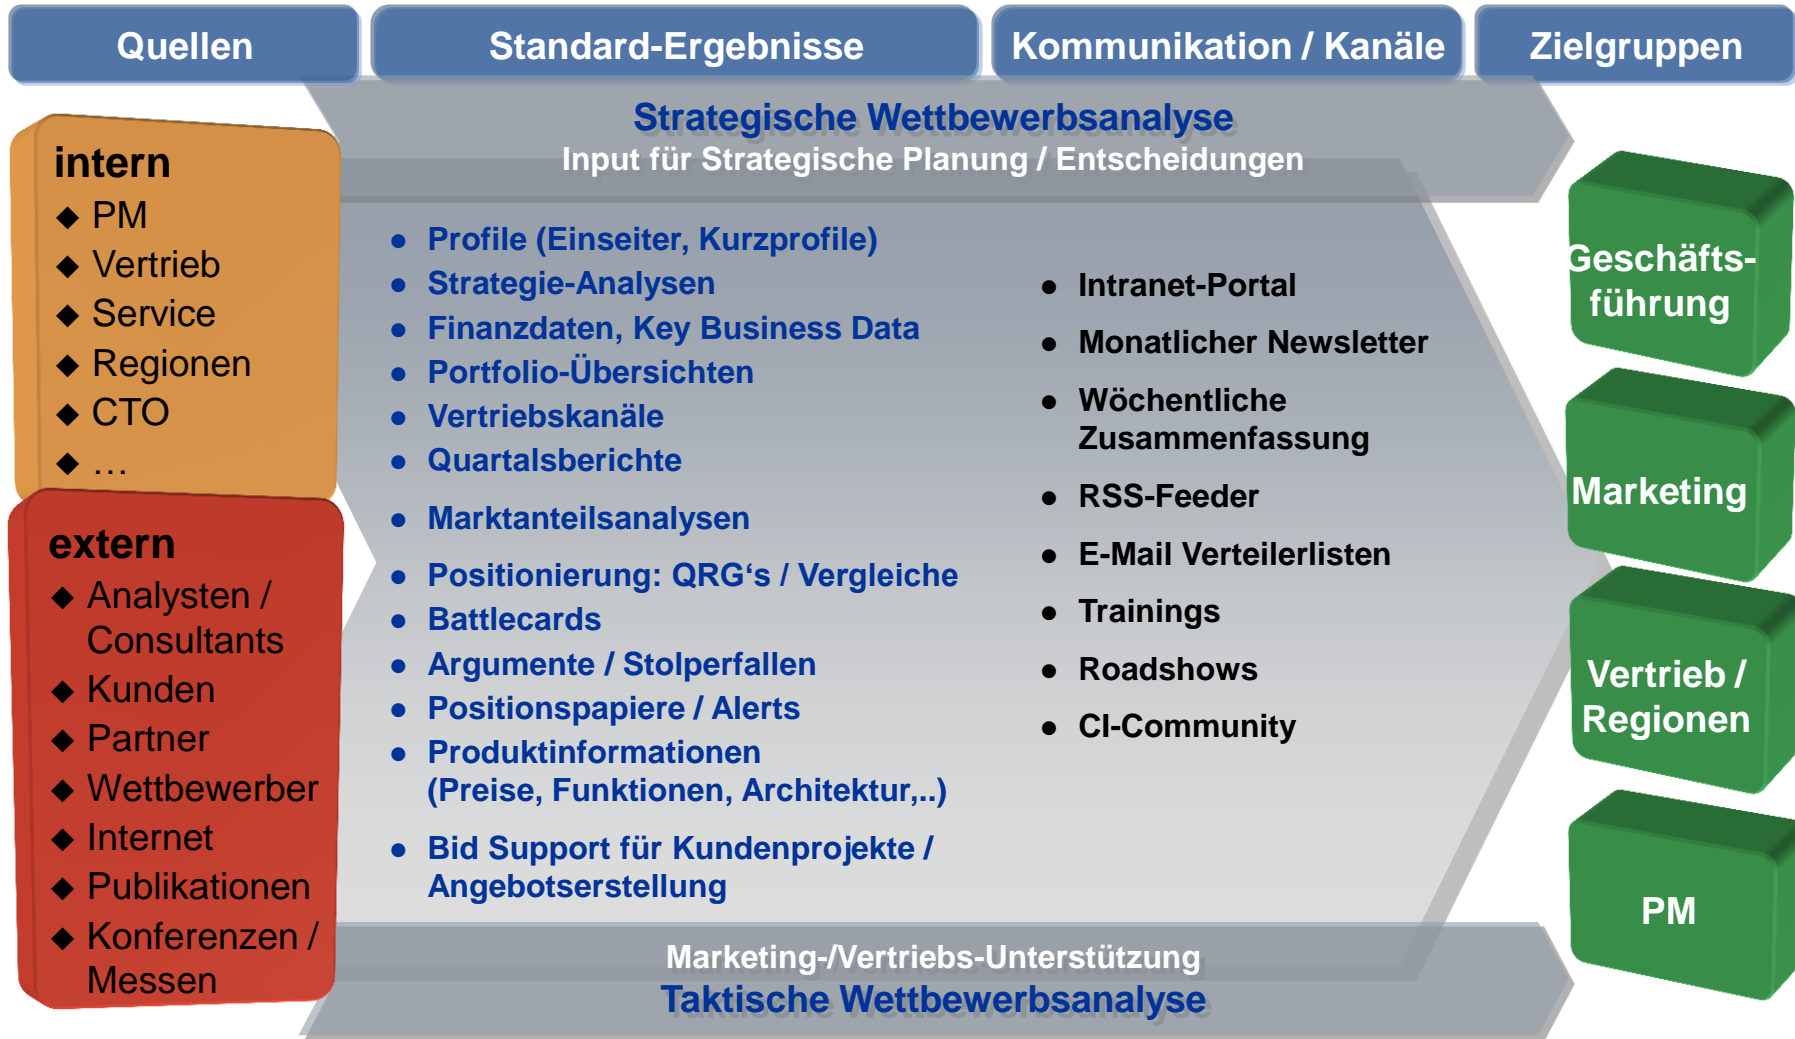 Quellen
Standard-Ergebnisse
Kommunikation / Kanäle
Zielgruppen
Strategische Wettbewerbsanalyse
Input für Strategische Planung / Entscheidungen
intern
◆ PM
◆ Vertrieb
◆ Service
◆ Regionen
◆ CTO
◆ …
extern
◆ Analysten /
Consultants
◆ Kunden
◆ Partner
◆ Wettbewerber
◆ Internet
◆ Publikationen
◆ Konferenzen /
Messen
● Profile (Einseiter, Kurzprofile)
● Strategie-Analysen
● Finanzdaten, Key Business Data
● Portfolio-Übersichten
● Vertriebskanäle
● Quartalsberichte
● Marktanteilsanalysen
● Positionierung: QRG‘s / Vergleiche
● Battlecards
● Argumente / Stolperfallen
● Positionspapiere / Alerts
● Produktinformationen
(Preise, Funktionen, Architektur,..)
● Bid Support für Kundenprojekte /
Angebotserstellung
● Intranet-Portal
● Monatlicher Newsletter
● Wöchentliche
Zusammenfassung
● RSS-Feeder
● E-Mail Verteilerlisten
● Trainings
● Roadshows
● CI-Community
Geschäfts-
führung
Marketing
Vertrieb /
Regionen
PM
Marketing-/Vertriebs-Unterstützung
Taktische Wettbewerbsanalyse